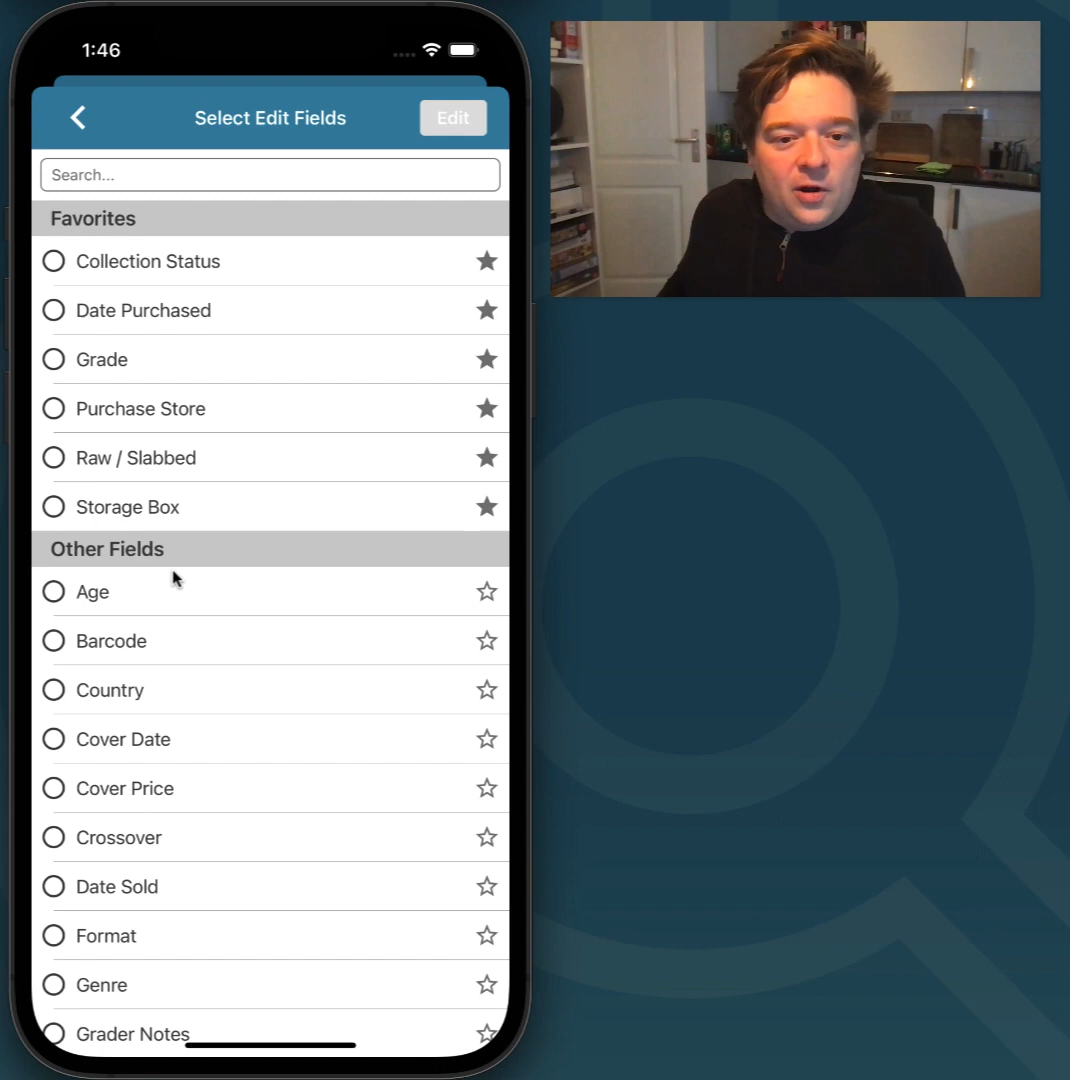 1:46
Select Edit Fields
Edit
Search...
Favorites
Collection Status
Date Purchased
Grade
Purchase Store
Raw / Slabbed
Storage Box
Other Fields
Age
Barcode
Country
Cover Date
Cover Price
Crossover
Date Sold
Format
Genre
Grader Notes